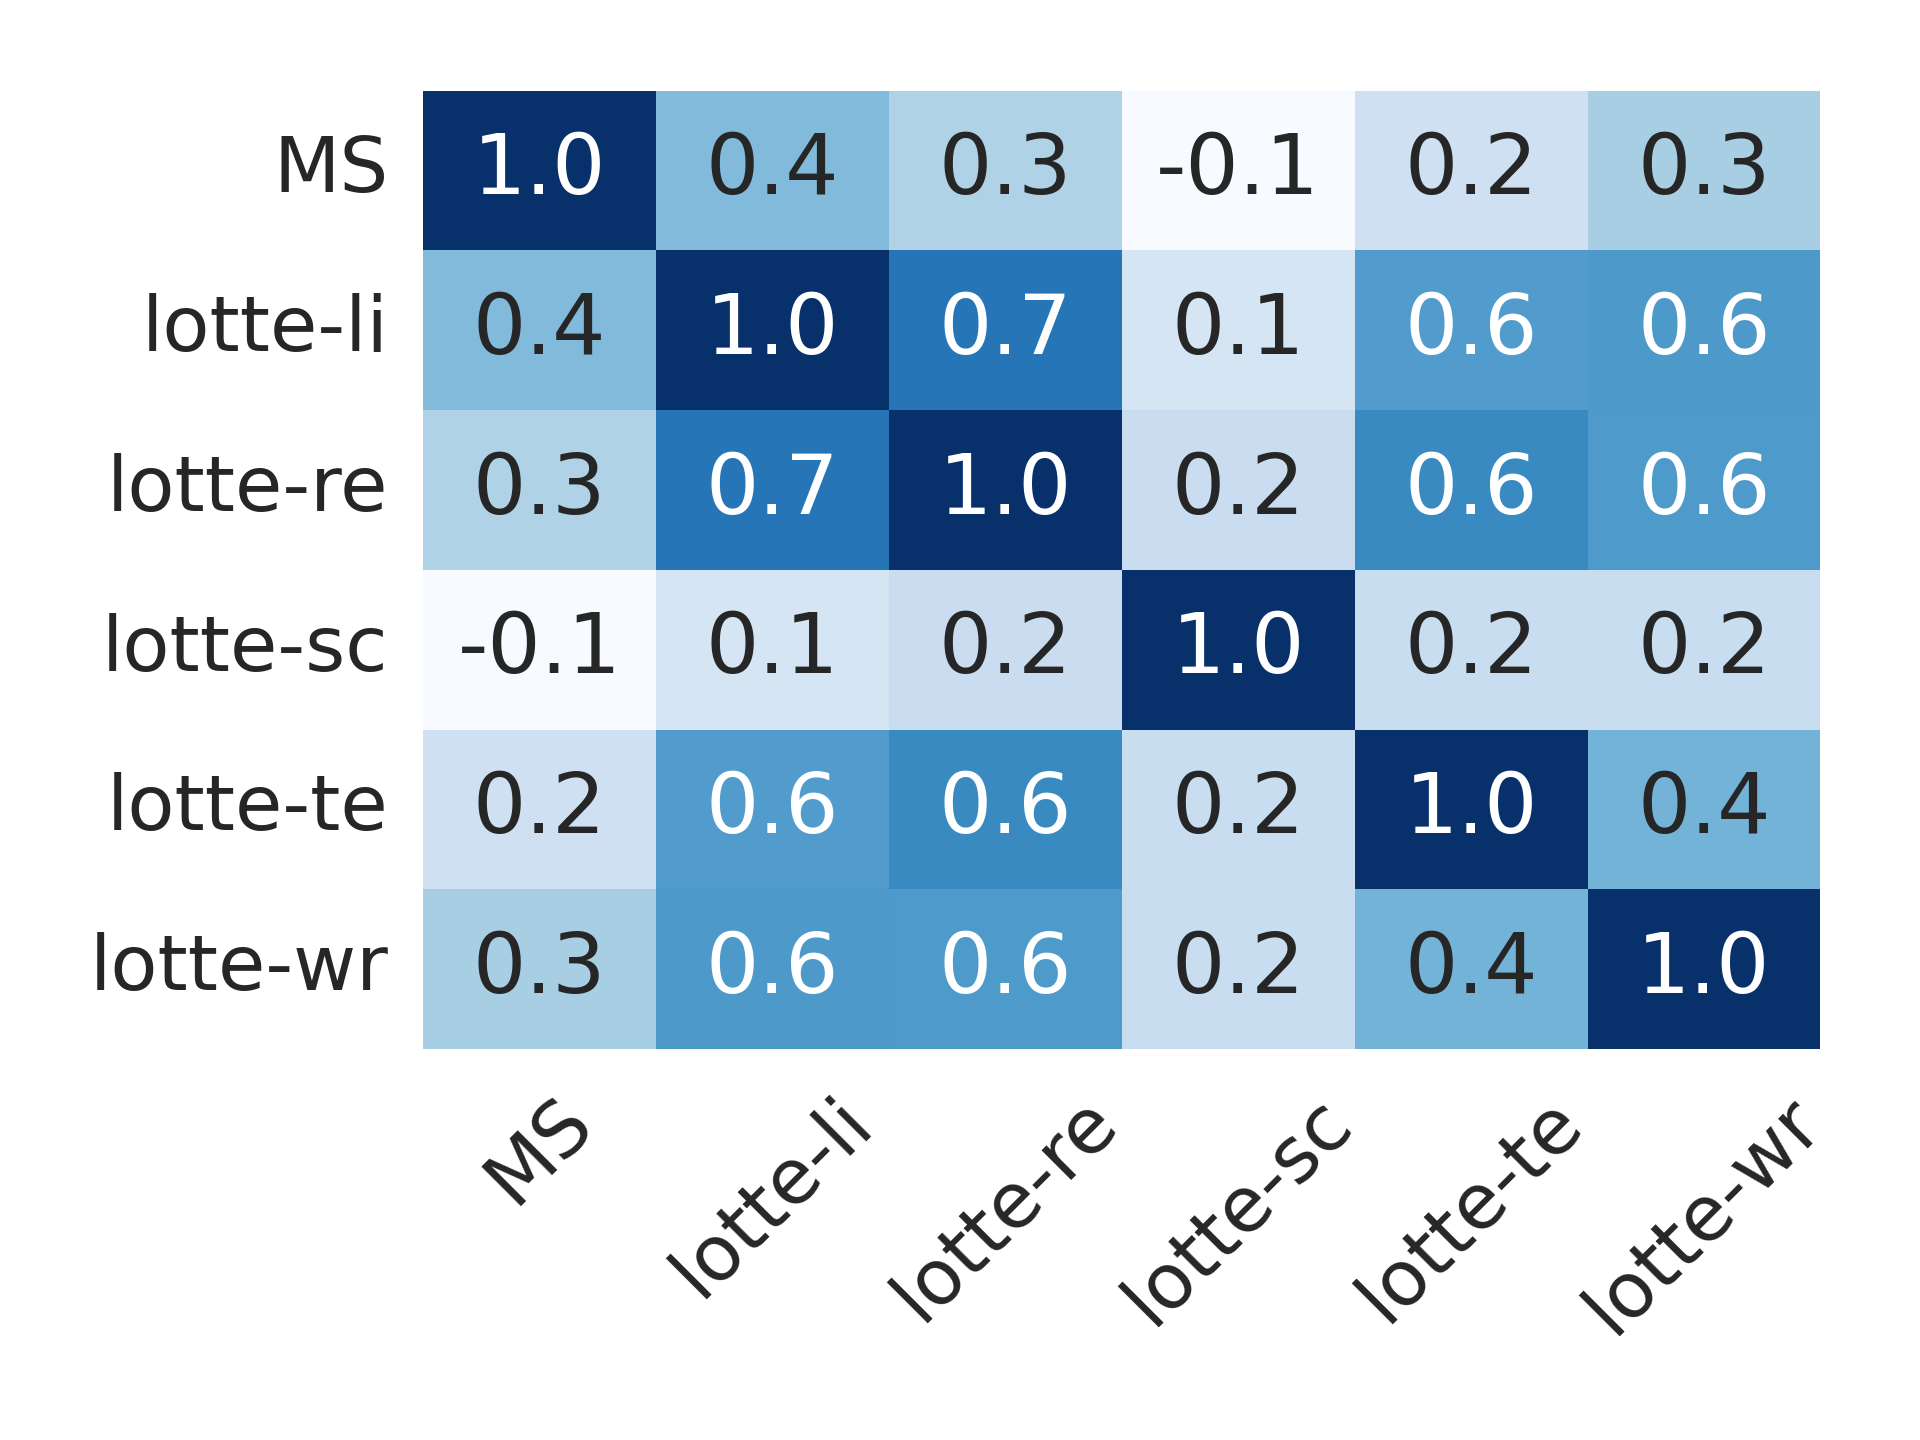 MS 1.0 0.4 0.3 -0.1 0.2 0.3
lotte-li 0.4 1.0 0.7 0.1 0.6 0.6
lotte-re 0.3 0.7 1.0 0.2 0.6 0.6
lotte-sc -0.1 0.1 0.2 1.0 0.2 0.2
lotte-te 0.2 0.6 0.6 0.2 1.0 0.4
lotte-wr 0.3 0.6 0.6 0.2 0.4 1.0
MS lotte-li lotte-re lotte-sc lotte-te lotte-wr